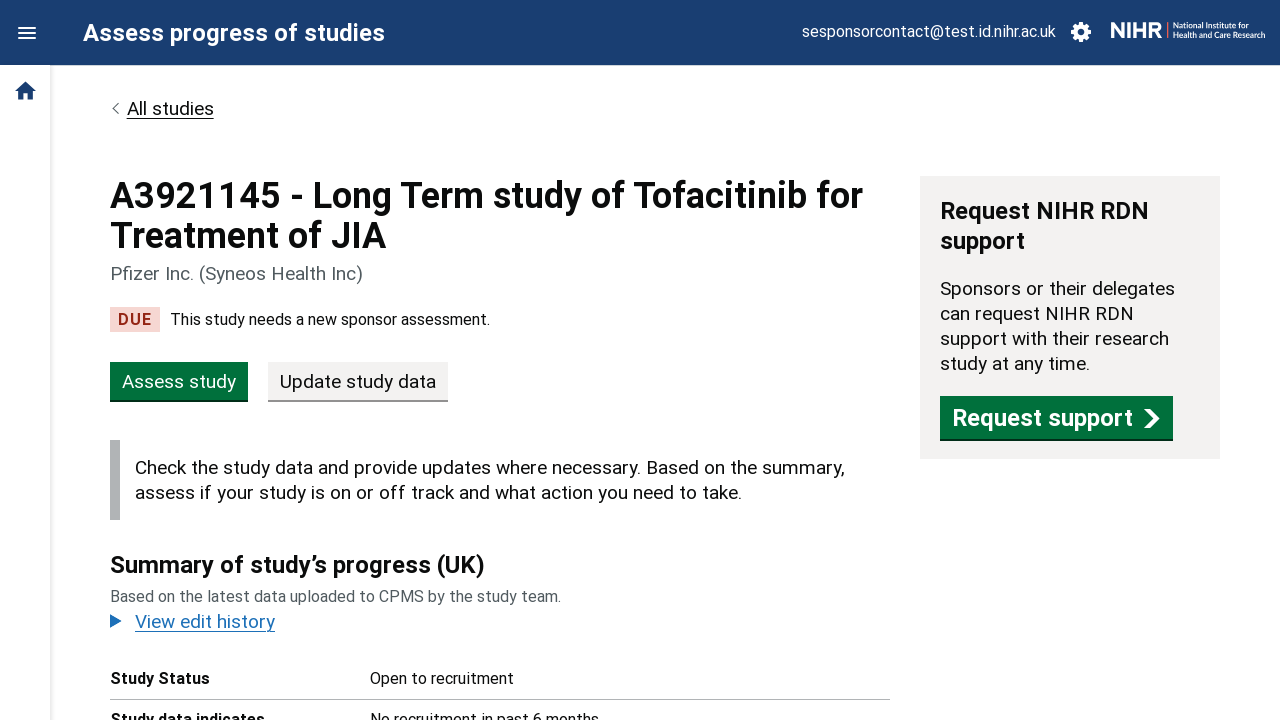 Assess progress of studies
sesponsorcontact@test.id.nihr.ac.uk
NIHR | National Institute for
Health and Care Research
All studies
A3921145 - Long Term study of Tofacitinib for
Treatment of JIA
Pfizer Inc. (Syneos Health Inc)
DUE This study needs a new sponsor assessment.
Assess study
Update study data
Check the study data and provide updates where necessary. Based on the summary,
assess if your study is on or off track and what action you need to take.
Summary of study’s progress (UK)
Based on the latest data uploaded to CPMS by the study team.
View edit history
Study Status Open to recruitment
Study data indicates No recruitment in past 6 months
Request NIHR RDN
support
Sponsors or their delegates
can request NIHR RDN
support with their research
study at any time.
Request support